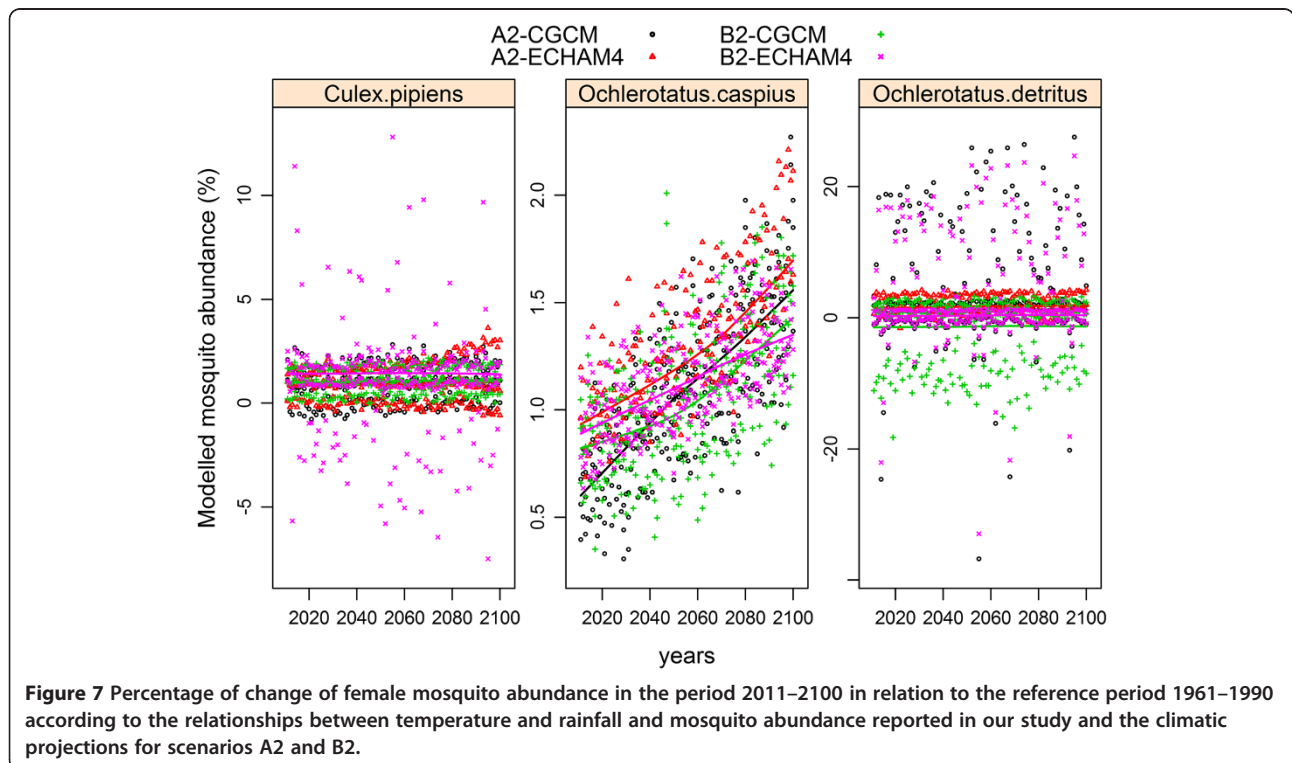 A2-CGCM B2-CGCM
A2-ECHAM4 B2-ECHAM4
Culex.pipiens Ochlerotatus.caspius Ochlerotatus.detritus
Modelled mosquito abundance (%)
10
5
0
-5
2.0
1.5
1.0
0.5
20
0
-20
2020 2040 2060 2080 2100 2020 2040 2060 2080 2100 2020 2040 2060 2080 2100
years
Figure 7 Percentage of change of female mosquito abundance in the period 2011–2100 in relation to the reference period 1961–1990
according to the relationships between temperature and rainfall and mosquito abundance reported in our study and the climatic
projections for scenarios A2 and B2.